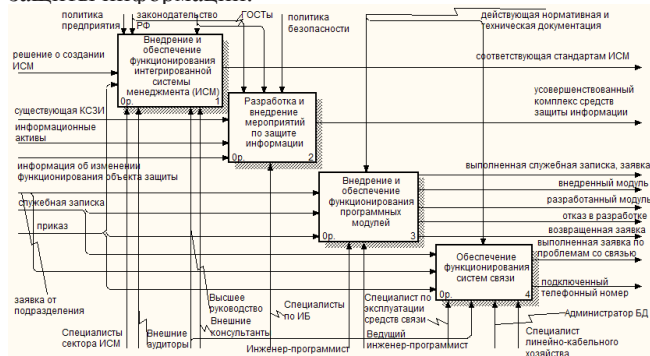 защиты информации.
политика
предприятия
законодательство
РФ
ГОСТы
политика
безопасности
действующая нормативная и
техническая документация
решение о создании
ИСМ
Внедрение и
обеспечение
функционирования
интегрированной
системы
менеджмента (ИСМ)
0р.
1
соответствующая стандартам ИСМ
существующая КСЗИ
информационные
активы
Разработка и
внедрение
мероприятий
по защите
информации
0р.
2
усовершенствованный
комплекс средств
защиты информации
информация об изменении
функционирования объекта защиты
служебная записка
приказ
Внедрение и
обеспечение
функционирования
программных
модулей
0р.
3
выполненная служебная записка, заявка
внедренный модуль
разработанный модуль
отказ в разработке
возвращенная заявка
выполненная заявка по
проблемам со связью
Обеспечение
функционирования
систем связи
0р.
4
подключенный
телефонный номер
заявка от
подразделения
Специалисты
сектора ИСМ
Внешние
аудиторы
Высшее
руководство
Внешние
консультанты
Специалисты
по ИБ
Инженер-программист
Специалист по
эксплуатации
средств связи
Ведущий
инженер-программист
Администратор БД
Специалист
линейно-кабельного
хозяйства